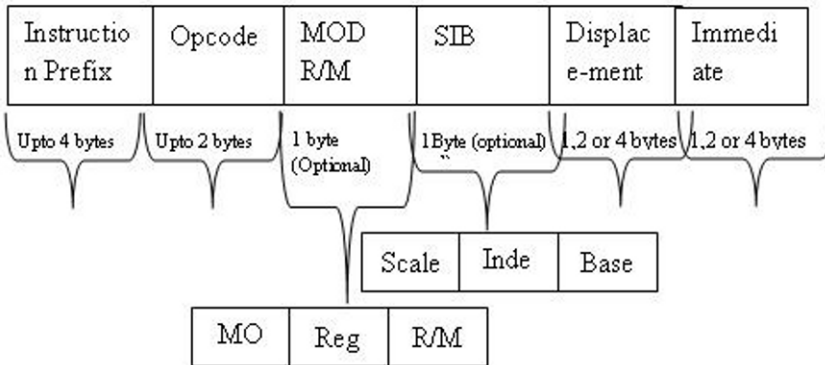 Instructio
n Prefix
Opcode
MOD
R/M
SIB
Displac
e-ment
Immedi
ate
Upto 4 bytes
Upto 2 bytes
1 byte
(Optional)
1Byte (optional)
1,2 or 4 bytes
1,2 or 4 bytes
Scale
Inde
Base
MO
Reg
R/M